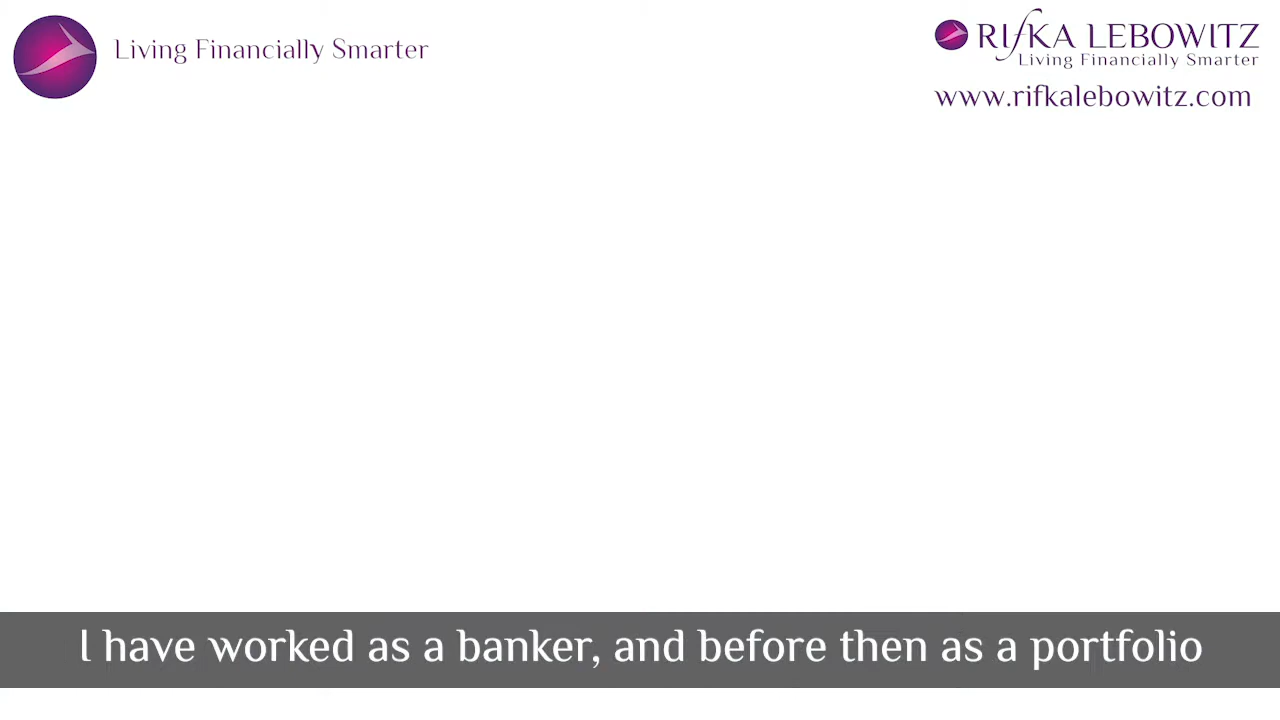 Living Financially Smarter
RIFKA LEBOWITZ
Living Financially Smarter
www.rifkalebowitz.com
I have worked as a banker, and before then as a portfolio